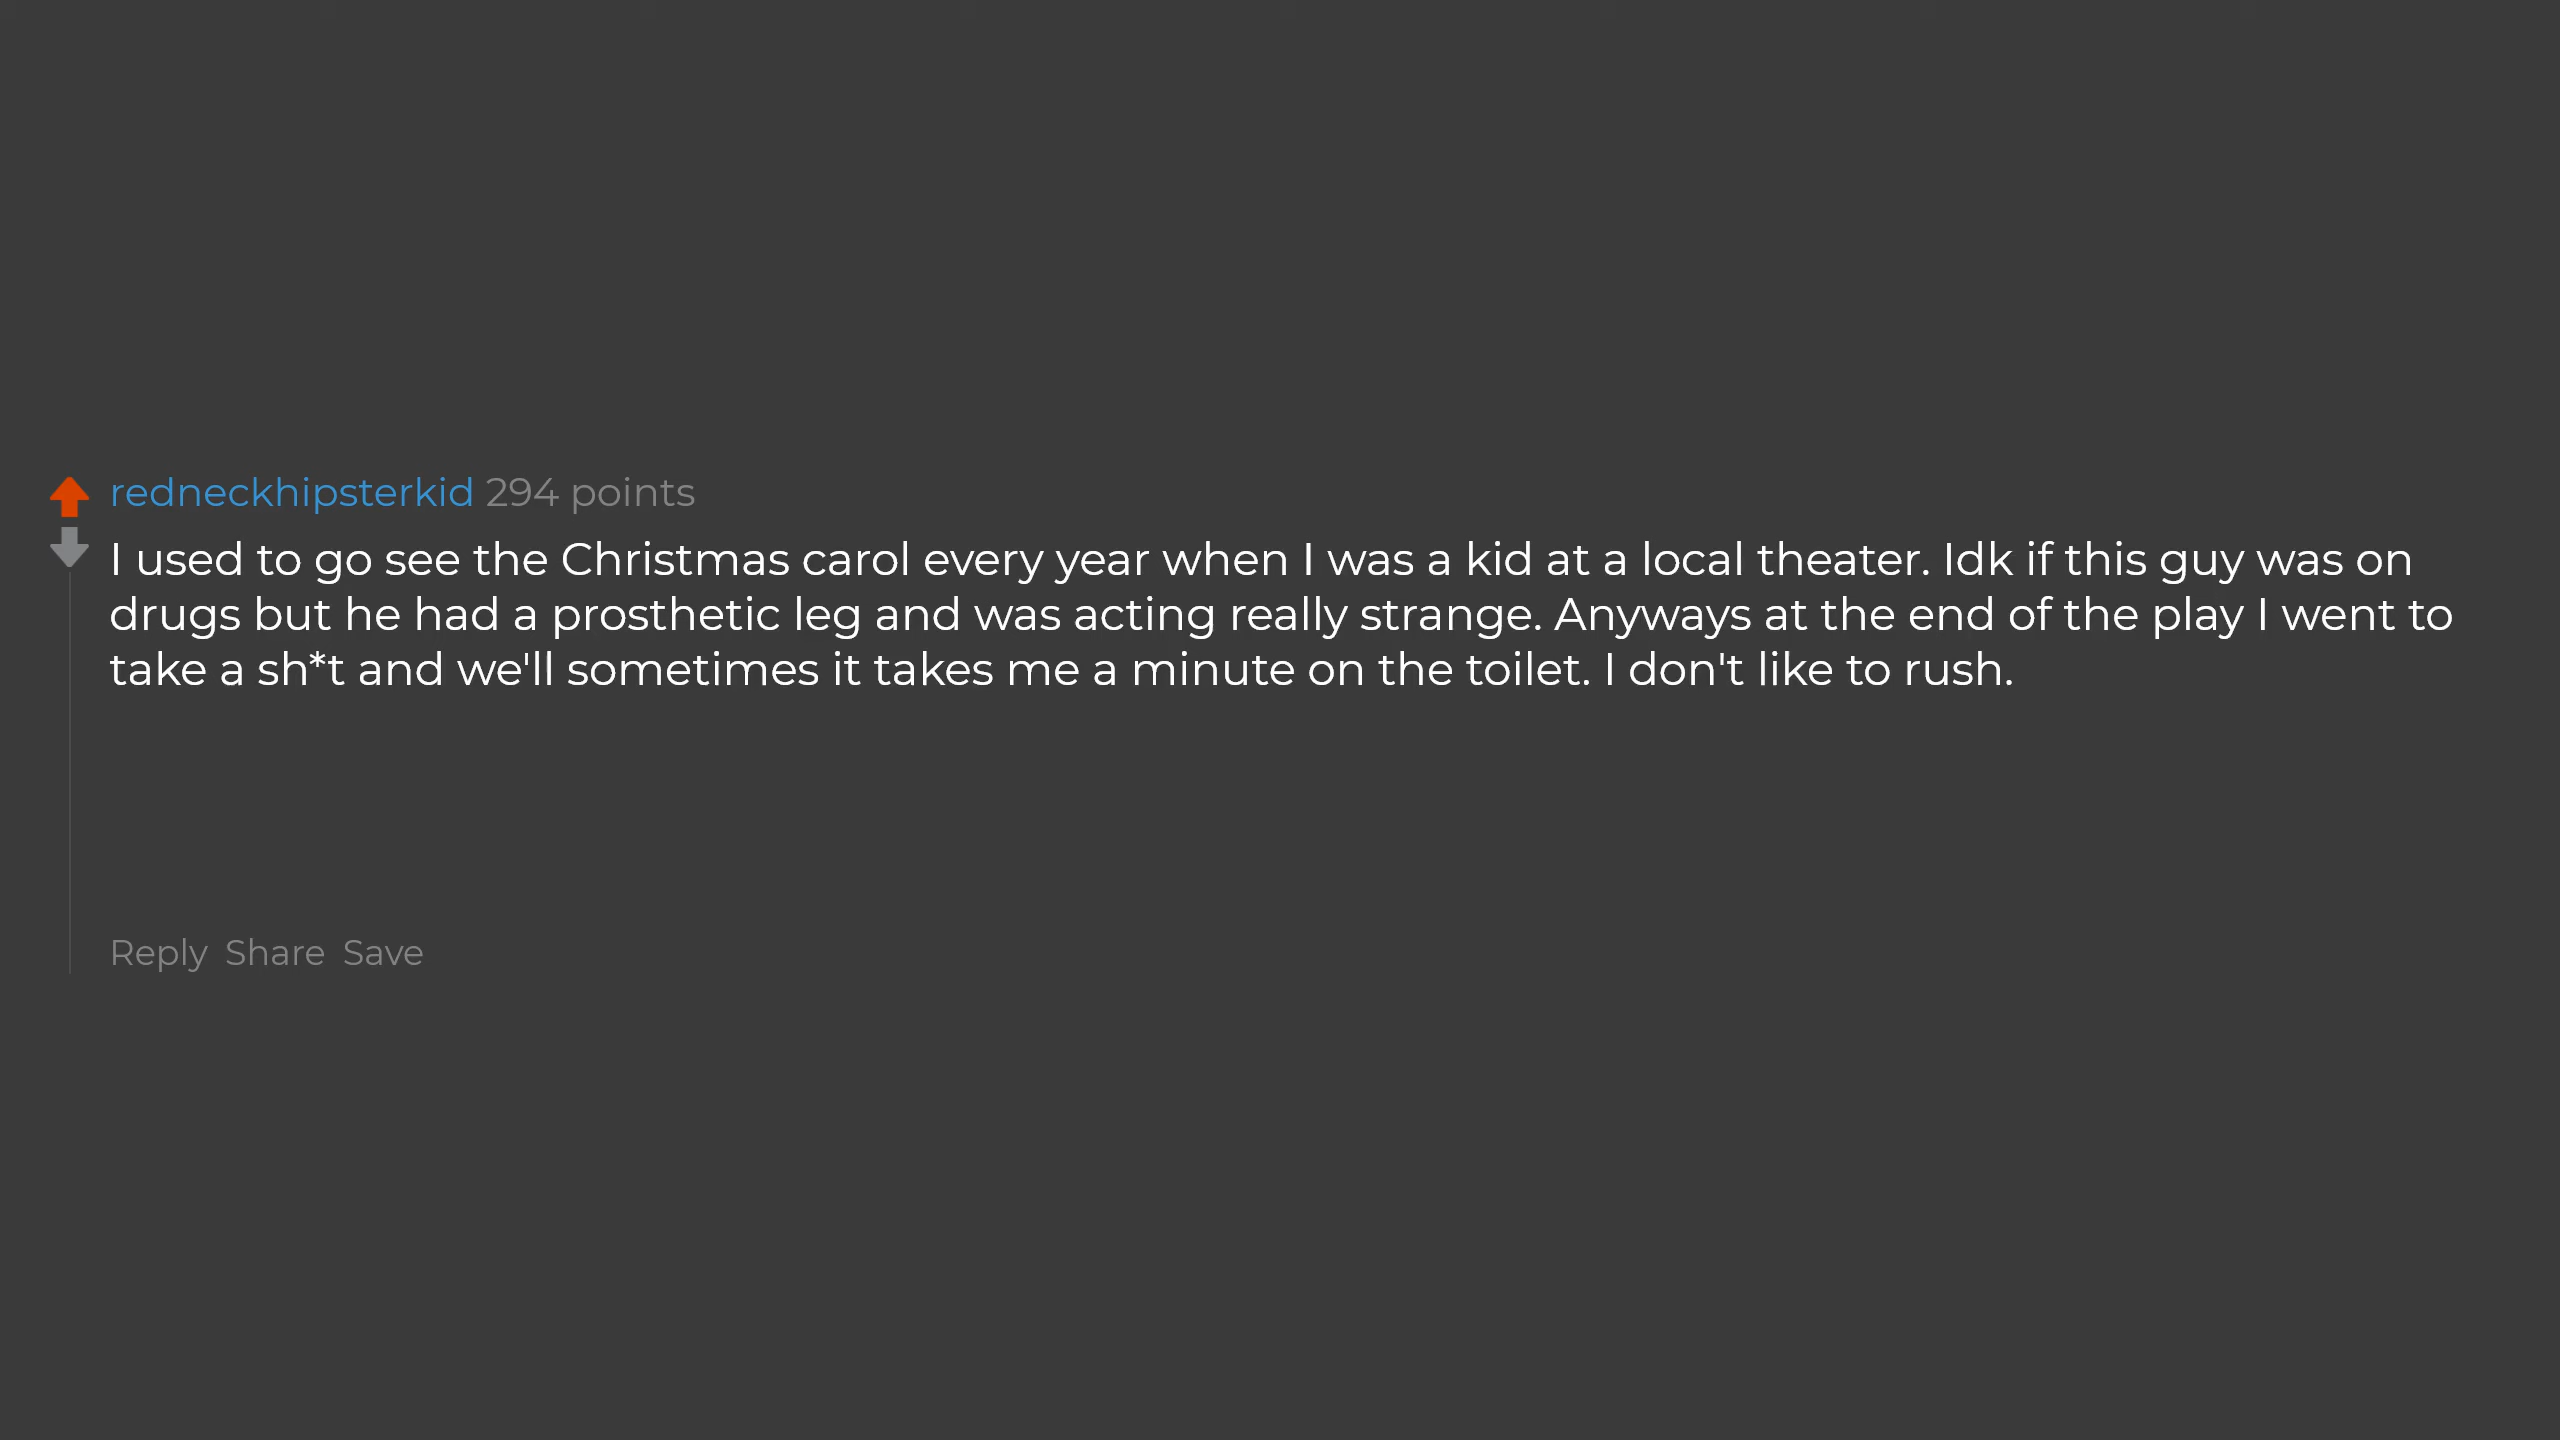 redneckhipsterkid 294 points
I used to go see the Christmas carol every year when I was a kid at a local theater. Idk if this guy was on
drugs but he had a prosthetic leg and was acting really strange. Anyways at the end of the play I went to
take a sh*t and we'll sometimes it takes me a minute on the toilet. I don't like to rush.
Reply Share Save